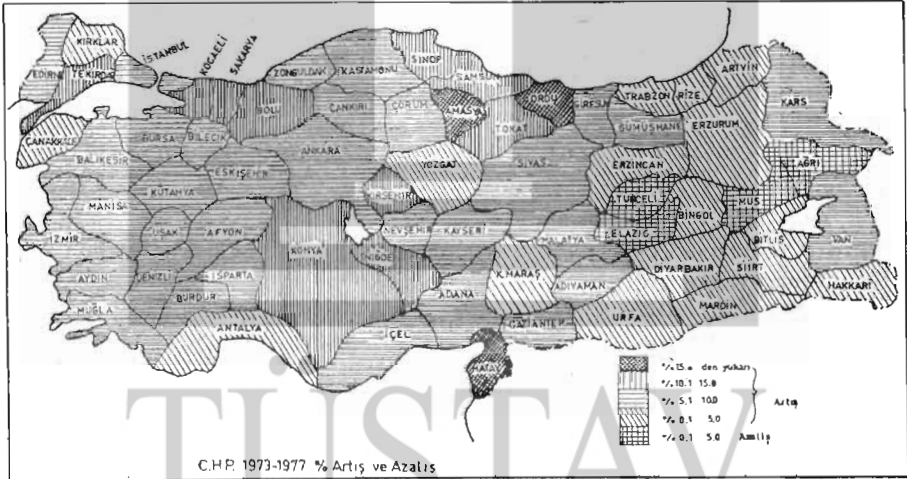 KIRKLAR
EDİRNE
TEKİRD
İSTANBUL
KOCAELİ
SAKARYA
ZONGULDAK
KASTAMONU
SİNOP
SAMSUN
ORDU
GİRESUN
TRABZON
RİZE
ARTVİN
KARS
BOLU
ÇANKIRI
ÇORUM
AMASYA
TOKAT
GÜMÜŞHANE
ERZURUM
ÇANAKKALE
BURSA
BİLECİK
BALIKESİR
ESKİŞEHİR
ANKARA
YOZGAT
SİVAS
ERZİNCAN
AĞRI
KÜTAHYA
KIRŞEHİR
TUNCELİ
BİNGÖL
MUŞ
MANİSA
UŞAK
AFYON
KONYA
NEVŞEHİR
NİĞDE
KAYSERİ
MALATYA
ELAZIĞ
BİTLİS
VAN
İZMİR
AYDIN
DENİZLİ
ISPARTA
BURDUR
ADANA
K.MARAŞ
ADIYAMAN
DİYARBAKIR
SİİRT
HAKKARİ
MUĞLA
ANTALYA
İÇEL
GAZİANTEP
URFA
MARDİN
HATAY
% 15.0 den yukarı
% 10.1 15.0
% 5.1 10.0
Artış
% 0.1 5.0
% 0.1 5.0 Azalış
C.H.P. 1973-1977 % Artış ve Azalış
TÜSTAV